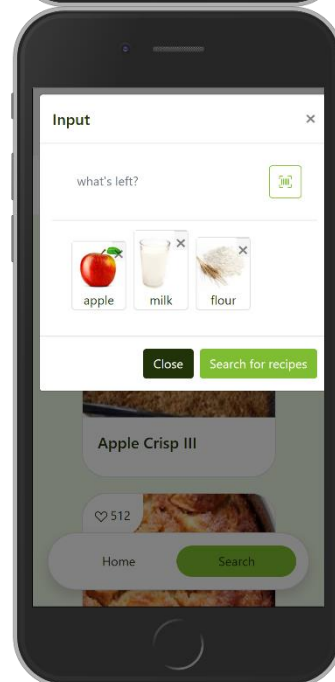 Input ×
what's left?
× × ×
apple milk flour
Close Search for recipes
Apple Crisp III
♡ 512
Home Search